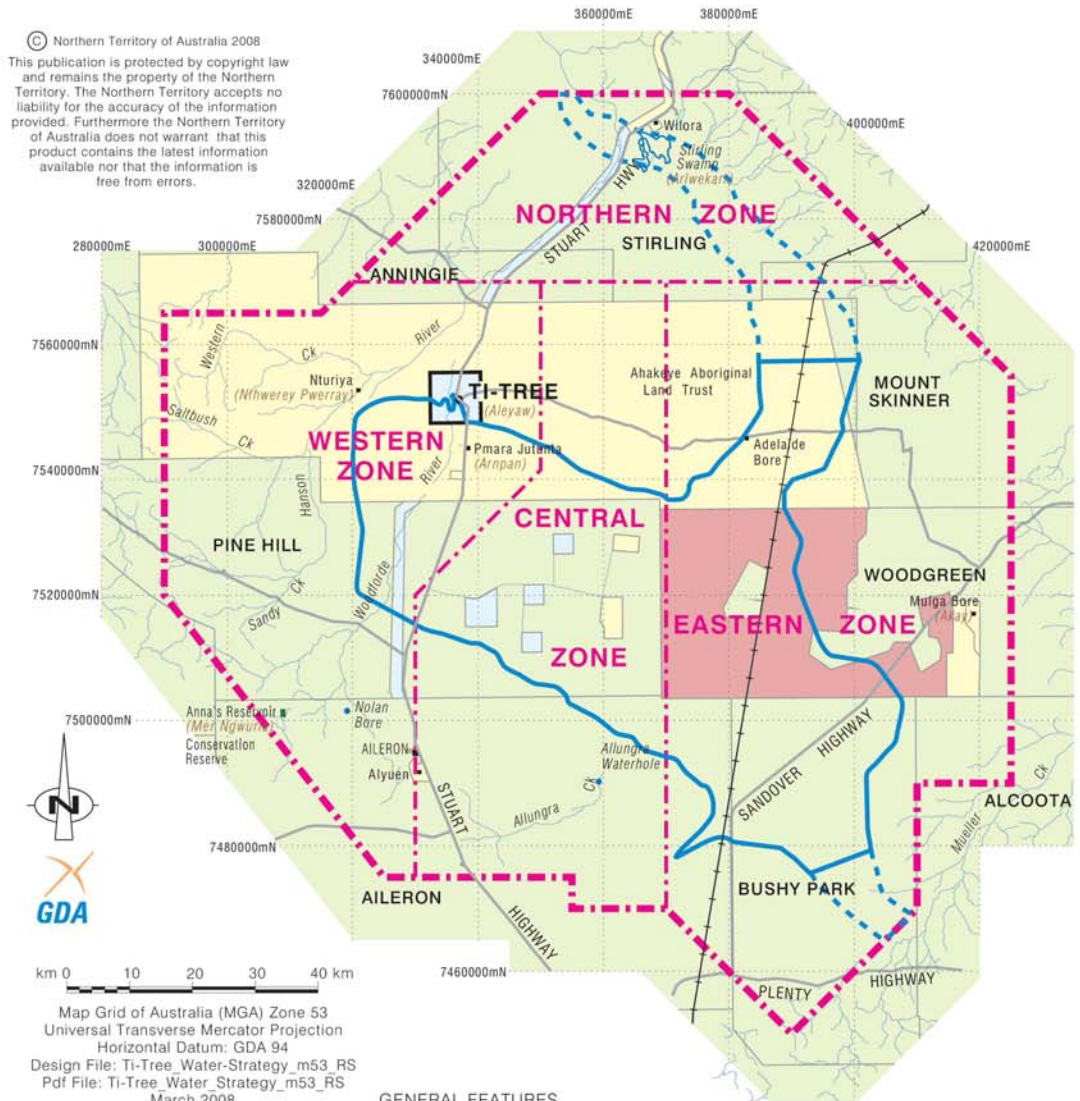 © Northern Territory of Australia 2008
This publication is protected by copyright law
and remains the property of the Northern
Territory. The Northern Territory accepts no
liability for the accuracy of the information
provided. Furthermore the Northern Territory
of Australia does not warrant that this
product contains the latest information
available nor that the information is
free from errors.
360000mE
380000mE
340000mE
7600000mN
400000mE
320000mE
7580000mN
280000mE
300000mE
420000mE
Wilora
Stirling
Swamp
HWY
STUART
NORTHERN ZONE
STIRLING
ANNINGIE
River
Western
Ck
7560000mN
Nturiya
(Nthwerey Pwerray)
TI-TREE
(Aleyaw)
Ahakeye Aboriginal
Land Trust
MOUNT
SKINNER
Saltbush
Ck
WESTERN
ZONE
River
Pmara Jutunta
(Arnpan)
Adelaide
Bore
7540000mN
Hanson
CENTRAL
PINE HILL
Ck
Sandy
Woodforde
7520000mN
WOODGREEN
Mulga Bore
(Akay)
EASTERN ZONE
ZONE
7500000mN
Anna's Reservoir
Conservation
Reserve
Nolan
Bore
AILERON
Alyuen
Allungra
Waterhole
Ck
Allungra
STUART
SANDOVER HIGHWAY
N
GDA
ALCOOTA
Ck
Mueller
7480000mN
AILERON
BUSHY PARK
HIGHWAY
7460000mN
PLENTY HIGHWAY
km 0 10 20 30 40 km
Map Grid of Australia (MGA) Zone 53
Universal Transverse Mercator Projection
Horizontal Datum: GDA 94
Design File: Ti-Tree_Water-Strategy_m53_RS
Pdf File: Ti-Tree_Water_Strategy_m53_RS
March 2008
GENERAL FEATURES